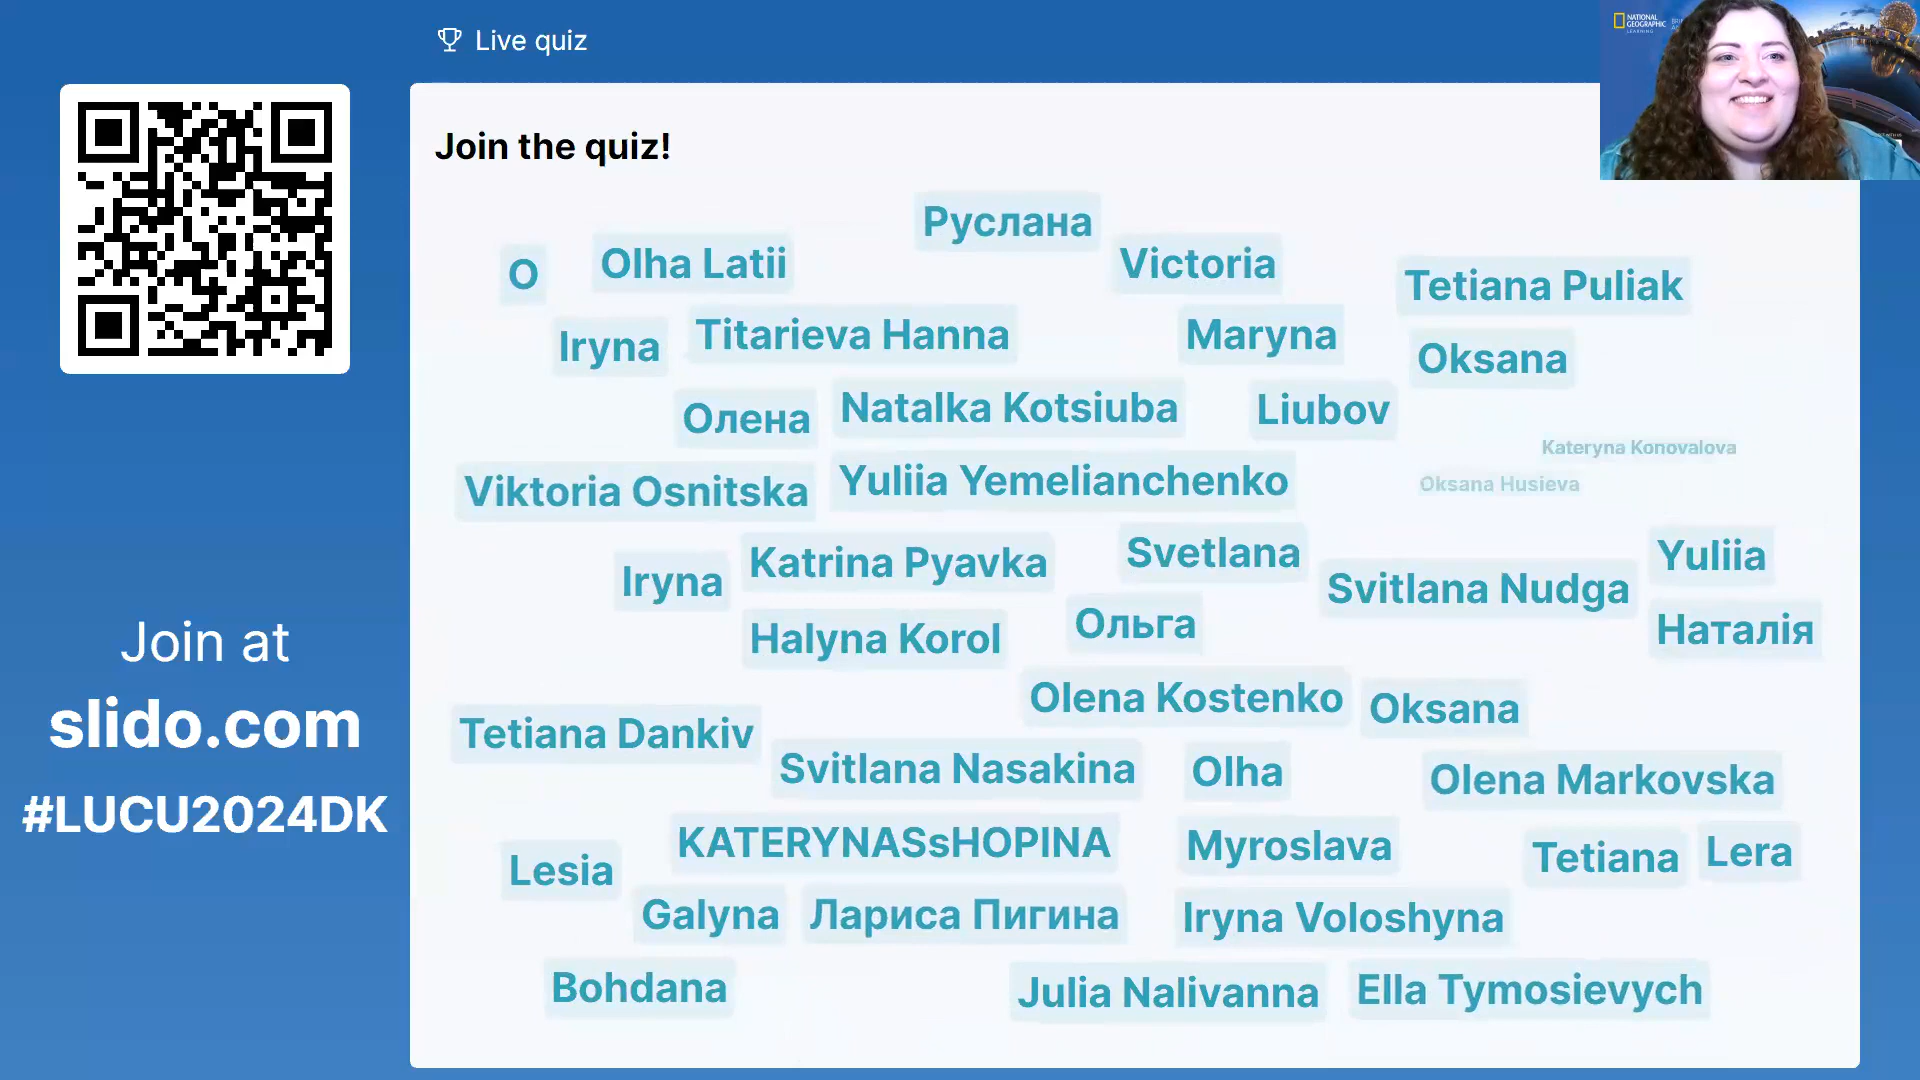 Live quiz
NATIONAL
GEOGRAPHIC
LEARNING
Join the quiz!
Руслана
O
Olha Latii
Victoria
Tetiana Puliak
Iryna
Titarieva Hanna
Maryna
Oksana
Олена
Natalka Kotsiuba
Liubov
Kateryna Konovalova
Viktoria Osnitska
Yuliia Yemelianchenko
Oksana Husieva
Iryna
Katrina Pyavka
Svetlana
Svitlana Nudga
Yuliia
Halyna Korol
Ольга
Наталія
Olena Kostenko
Oksana
Tetiana Dankiv
Svitlana Nasakina
Olha
Olena Markovska
Lesia
KATERYNASsHOPINA
Myroslava
Tetiana
Lera
Galyna
Лариса Пигина
Iryna Voloshyna
Bohdana
Julia Nalivanna
Ella Tymosievych
Join at
slido.com
#LUCU2024DK